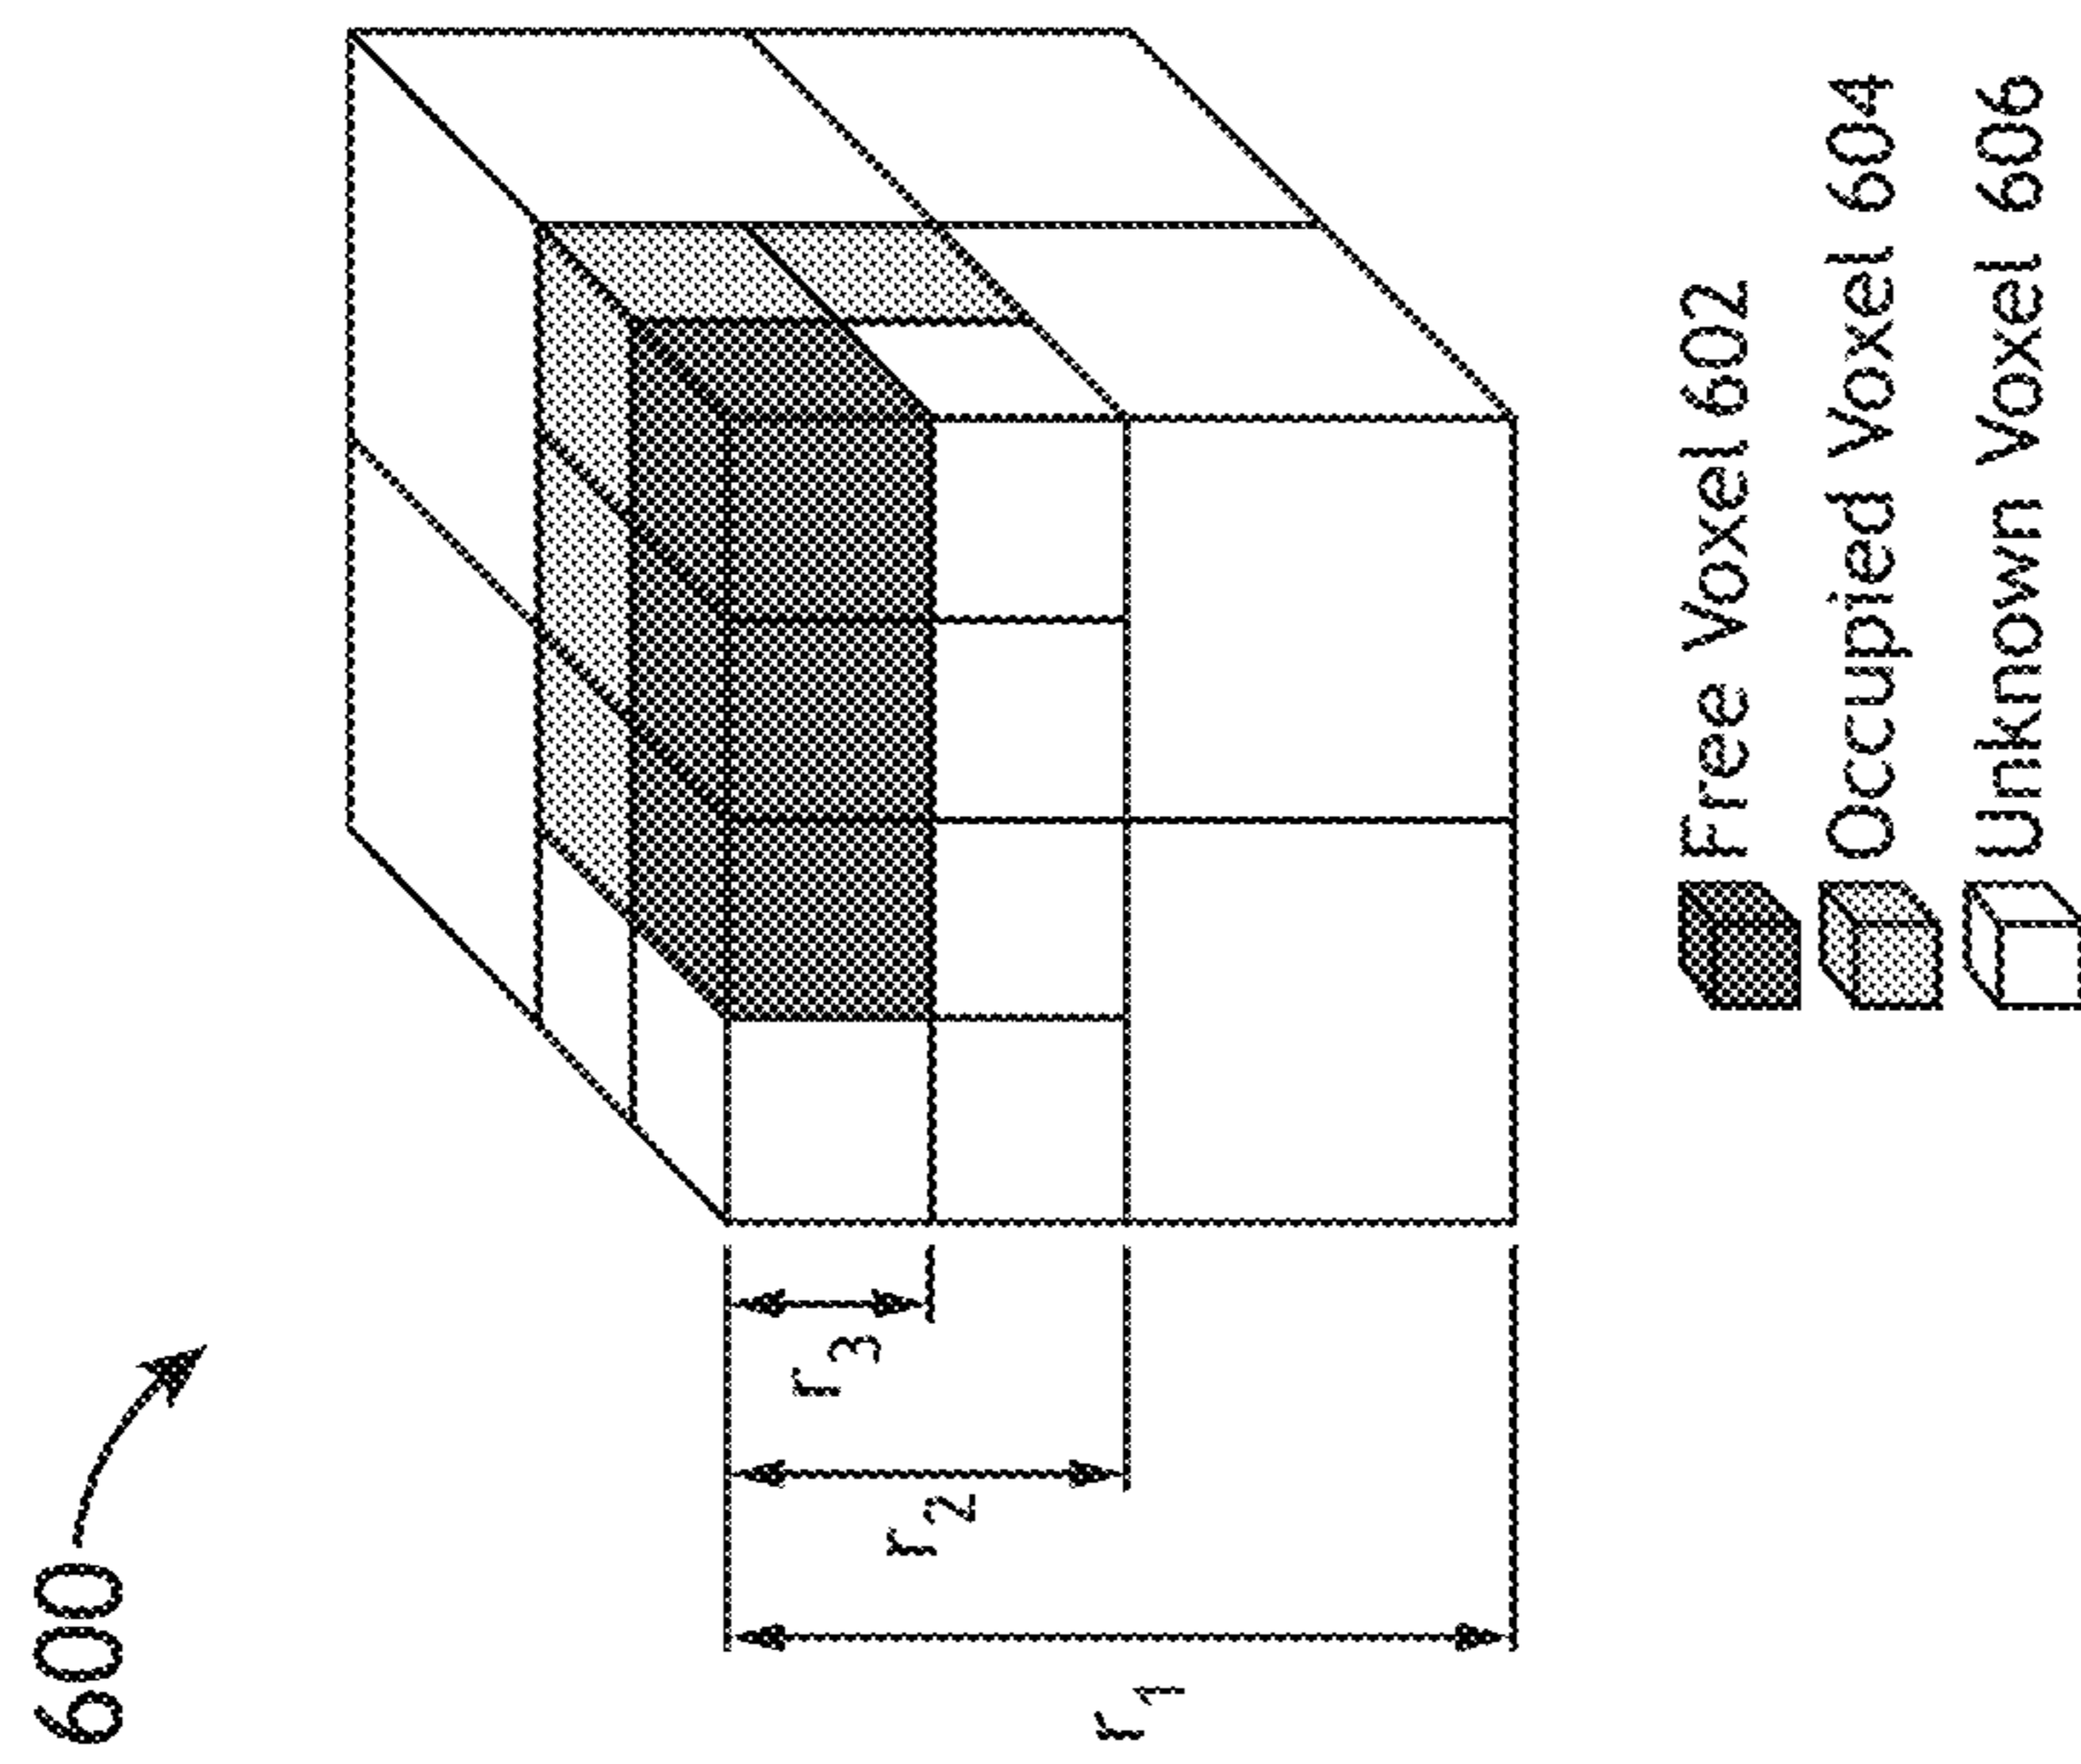 600
r1
r2
r3
Free Voxel 602
Occupied Voxel 604
Unknown Voxel 606